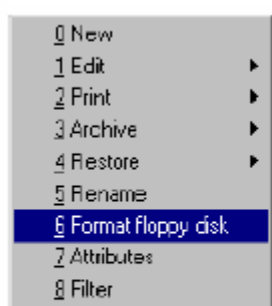 0 New
1 Edit
2 Print
3 Archive
4 Restore
5 Rename
6 Format floppy disk
7 Attributes
8 Filter